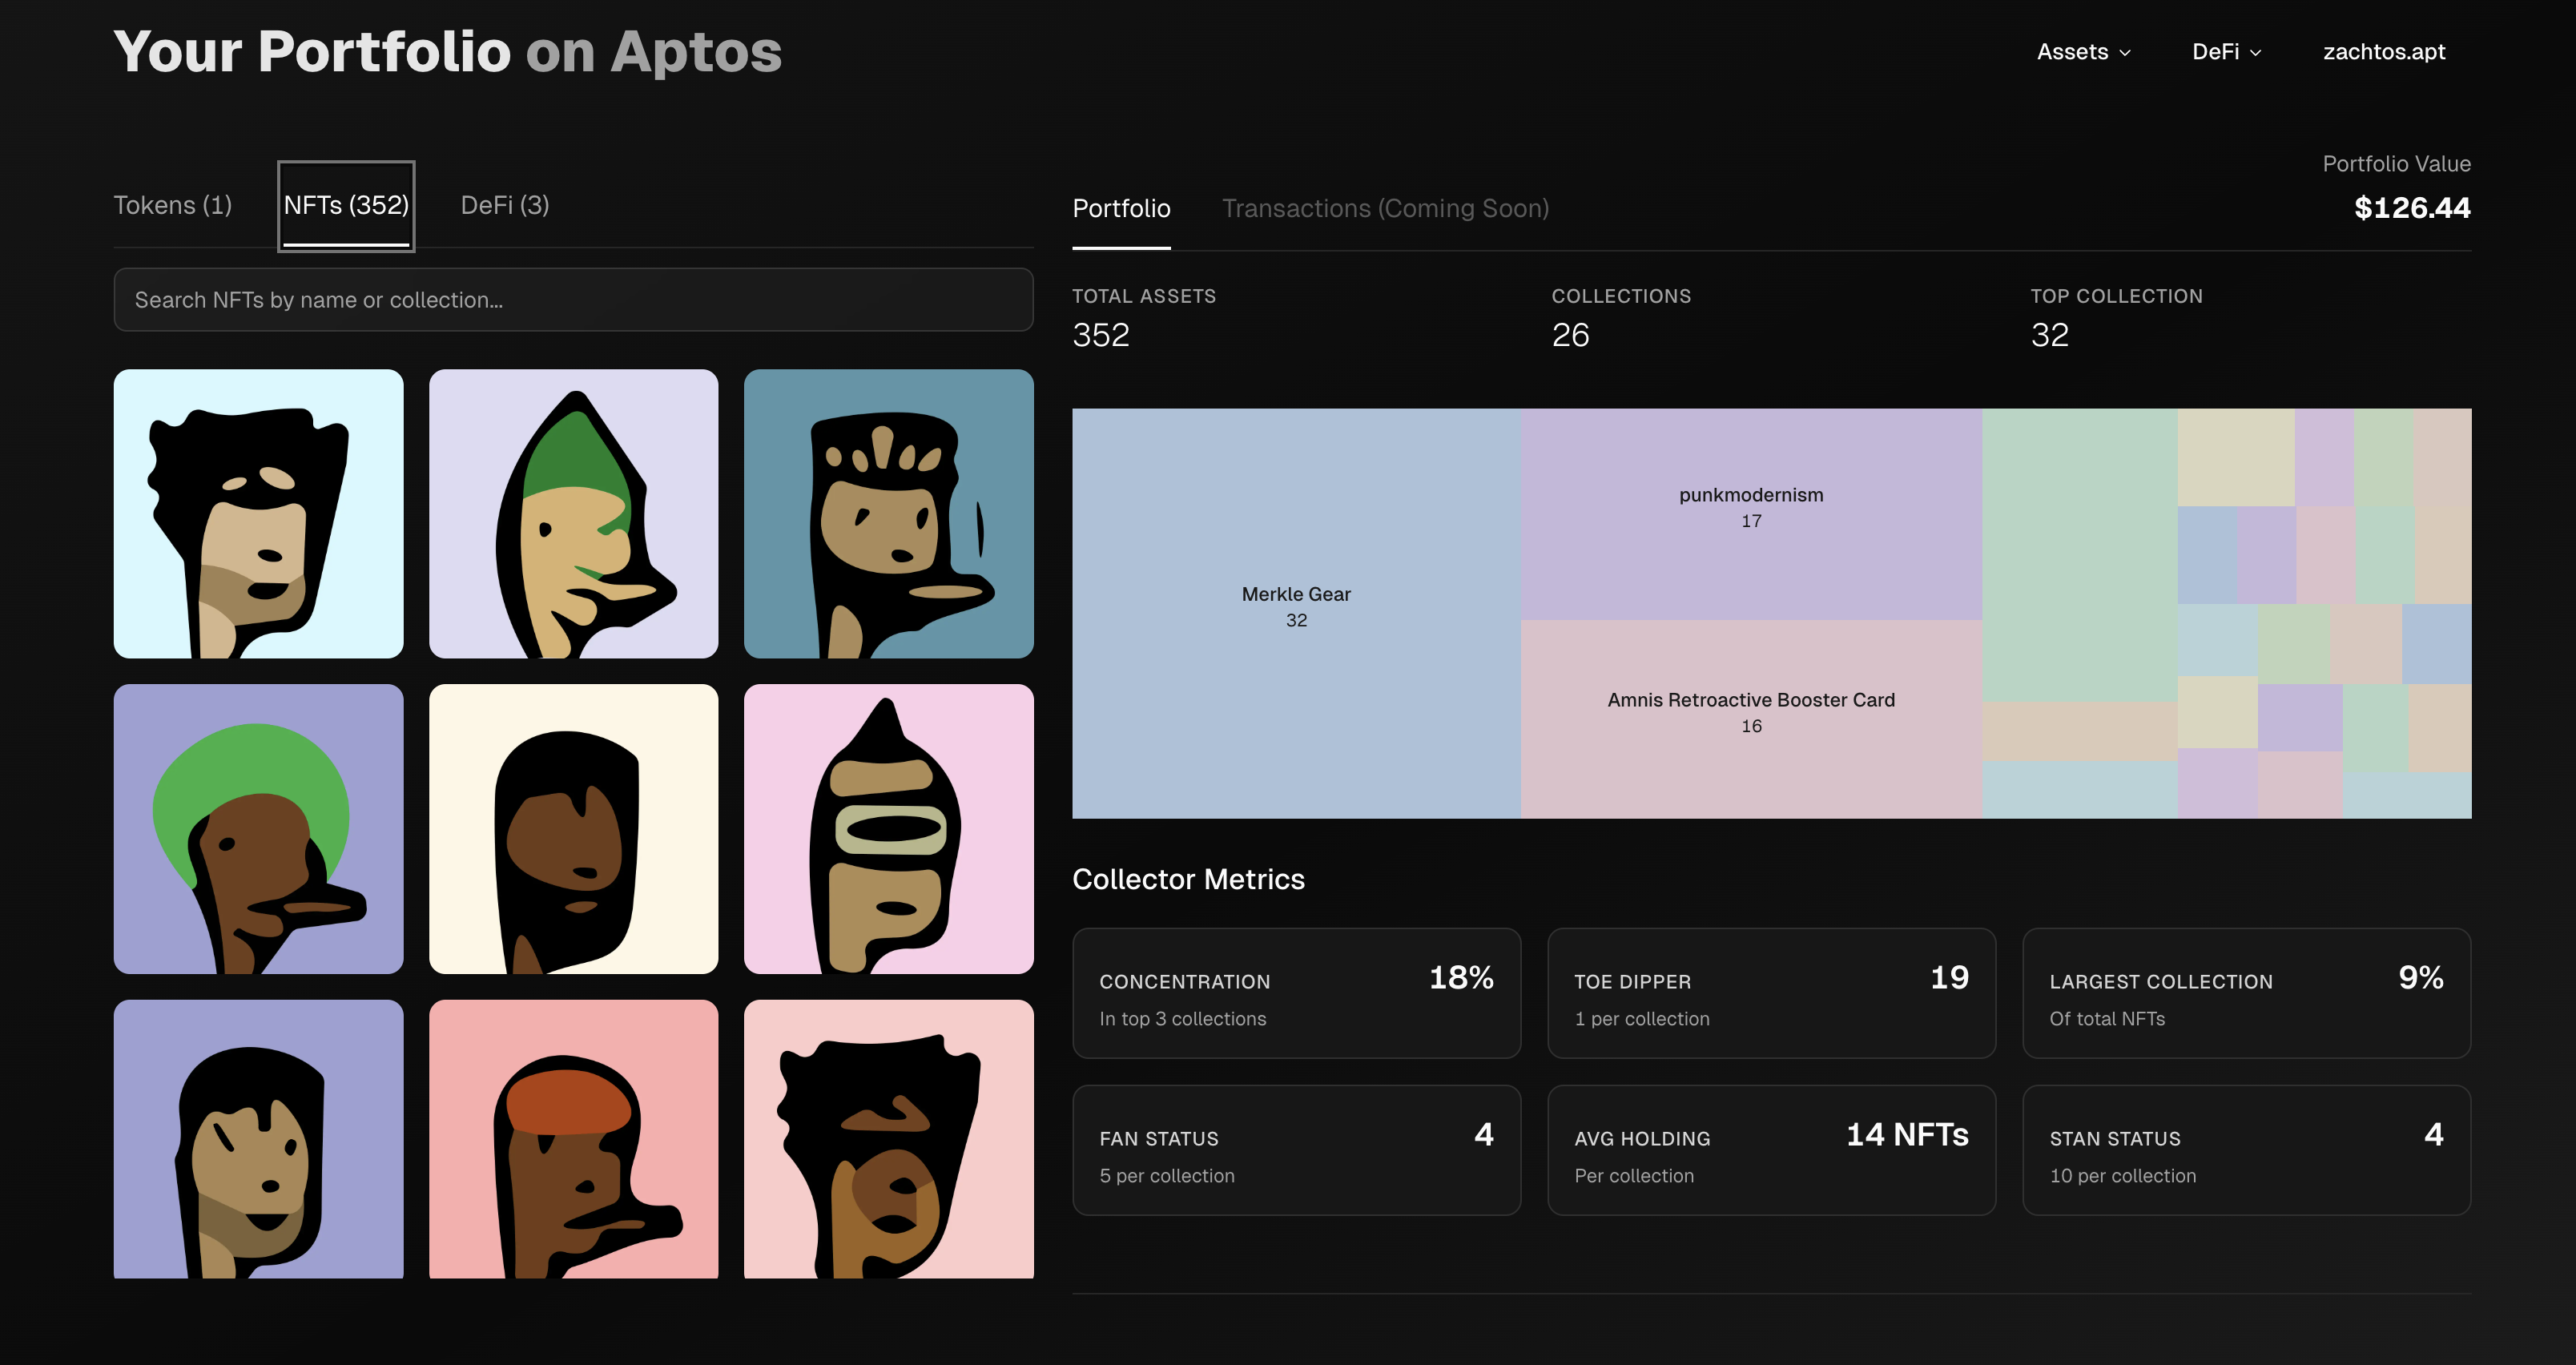 Your Portfolio on Aptos
Assets
DeFi
zachtos.apt
Tokens (1)
NFTs (352)
DeFi (3)
Search NFTs by name or collection...
Portfolio
Transactions (Coming Soon)
Portfolio Value
$126.44
TOTAL ASSETS
352
COLLECTIONS
26
TOP COLLECTION
32
Merkle Gear
32
punkmodernism
17
Amnis Retroactive Booster Card
16
Collector Metrics
CONCENTRATION
18%
In top 3 collections
TOE DIPPER
19
1 per collection
LARGEST COLLECTION
9%
Of total NFTs
FAN STATUS
4
5 per collection
AVG HOLDING
14 NFTs
Per collection
STAN STATUS
4
10 per collection